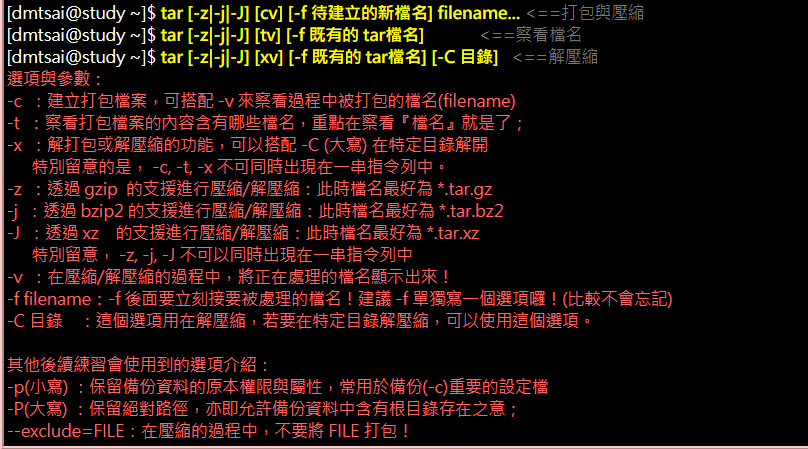 [dmtsai@study ~]$ tar [-z|-j|-J] [cv] [-f 待建立的新檔名] filename... <==打包與壓縮
[dmtsai@study ~]$ tar [-z|-j|-J] [tv] [-f 既有的 tar檔名] <==察看檔名
[dmtsai@study ~]$ tar [-z|-j|-J] [xv] [-f 既有的 tar檔名] [-C 目錄] <==解壓縮
選項與參數：
-c ：建立打包檔案，可搭配 -v 來察看過程中被打包的檔名(filename)
-t ：察看打包檔案的內容含有哪些檔名，重點在察看『檔名』就是了；
-x ：解打包或解壓縮的功能，可以搭配 -C (大寫) 在特定目錄解開
特別留意的是， -c, -t, -x 不可同時出現在一串指令列中。
-z ：透過 gzip 的支援進行壓縮/解壓縮：此時檔名最好為 *.tar.gz
-j ：透過 bzip2 的支援進行壓縮/解壓縮：此時檔名最好為 *.tar.bz2
-J ：透過 xz 的支援進行壓縮/解壓縮：此時檔名最好為 *.tar.xz
特別留意， -z, -j, -J 不可以同時出現在一串指令列中
-v ：在壓縮/解壓縮的過程中，將正在處理的檔名顯示出來！
-f filename：-f 後面要立刻接要被處理的檔名！建議 -f 單獨寫一個選項囉！(比較不會忘記)
-C 目錄 ：這個選項用在解壓縮，若要在特定目錄解壓縮，可以使用這個選項。
其他後續練習會使用到的選項介紹：
-p(小寫) ：保留備份資料的原本權限與屬性，常用於備份(-c)重要的設定檔
-P(大寫) ：保留絕對路徑，亦即允許備份資料中含有根目錄存在之意；
--exclude=FILE：在壓縮的過程中，不要將 FILE 打包！